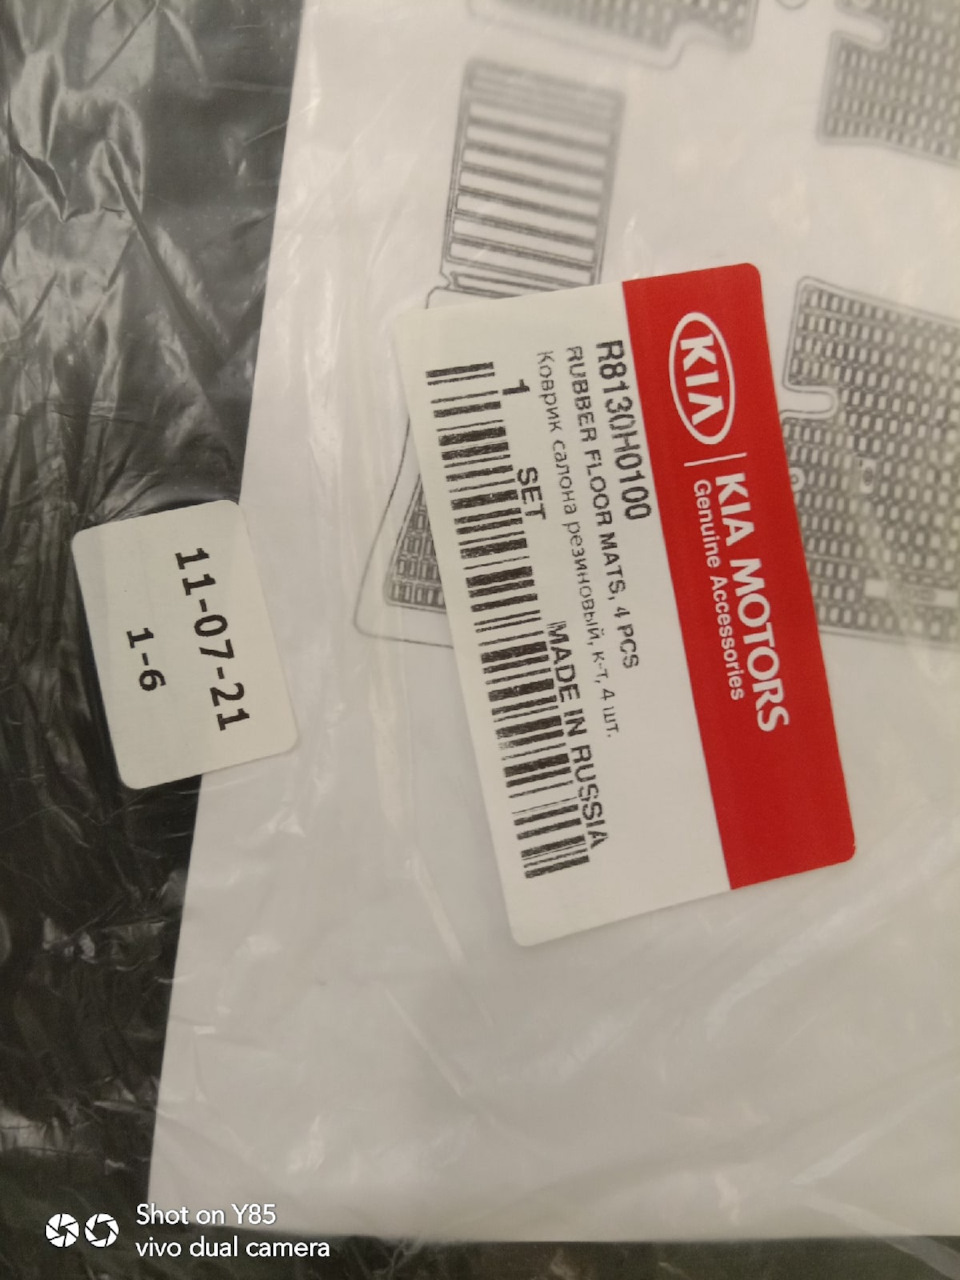 KIA
KIA MOTORS
Genuine Accessories
R8130H0100
RUBBER FLOOR MATS, 4 PCS
Коврик салона резиновый, к-т, 4 шт.
1 SET MADE IN RUSSIA
11-07-21
1-6
Shot on Y85
vivo dual camera